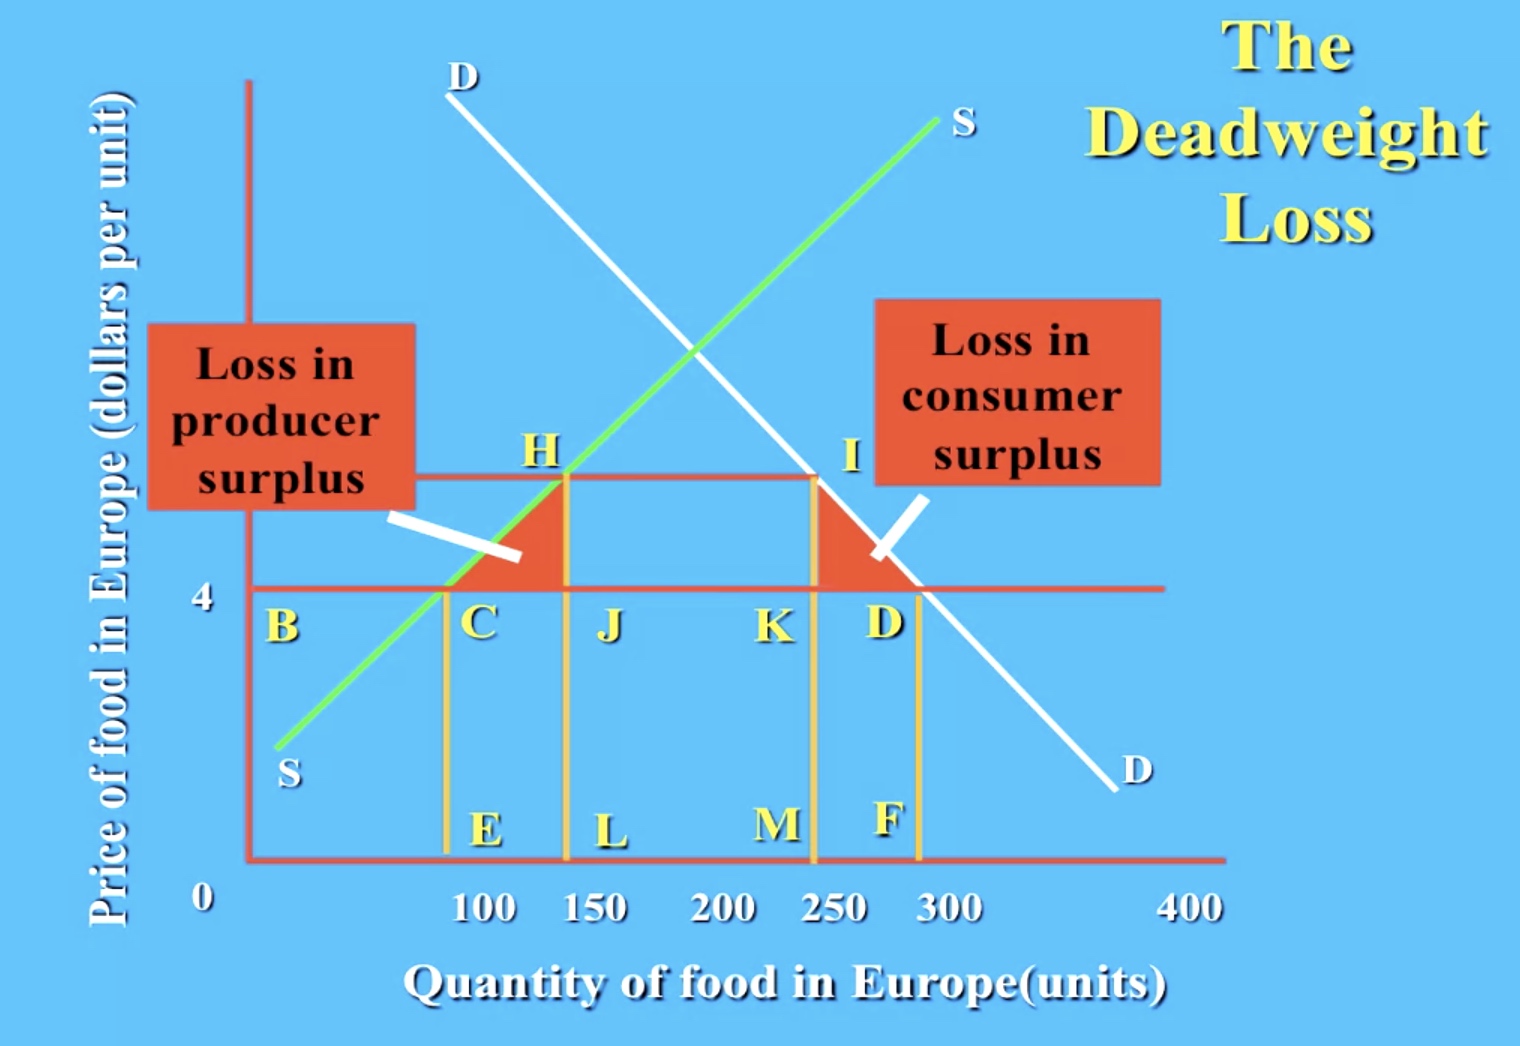 The
Deadweight
Loss
D
S
Price of food in Europe (dollars per unit)
Loss in
producer
surplus
Loss in
consumer
surplus
H
I
4
B
C
J
K
D
S
D
E
L
M
F
0
100
150
200
250
300
400
Quantity of food in Europe(units)